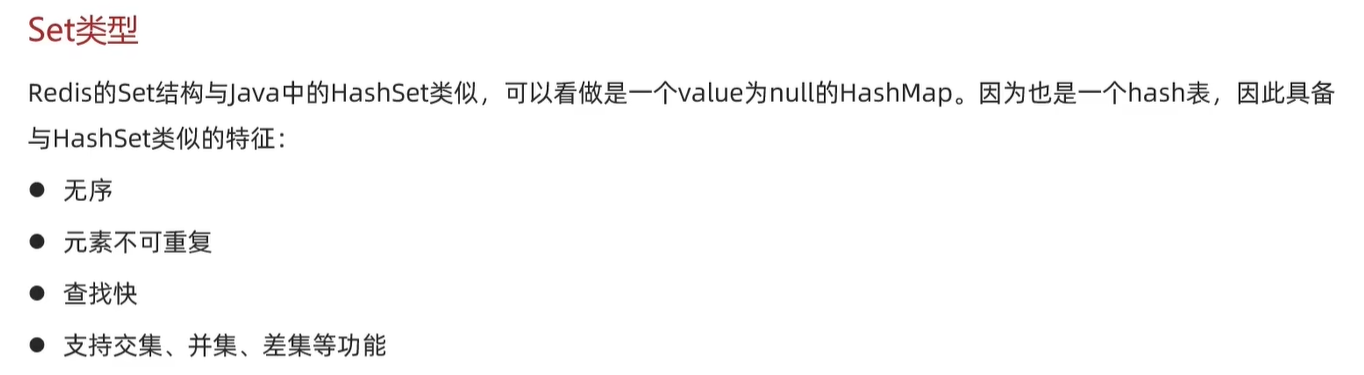 Set类型
Redis的Set结构与Java中的HashSet类似，可以看做是一个value为null的HashMap。因为也是一个hash表，因此具备
与HashSet类似的特征：
● 无序
● 元素不可重复
● 查找快
● 支持交集、并集、差集等功能